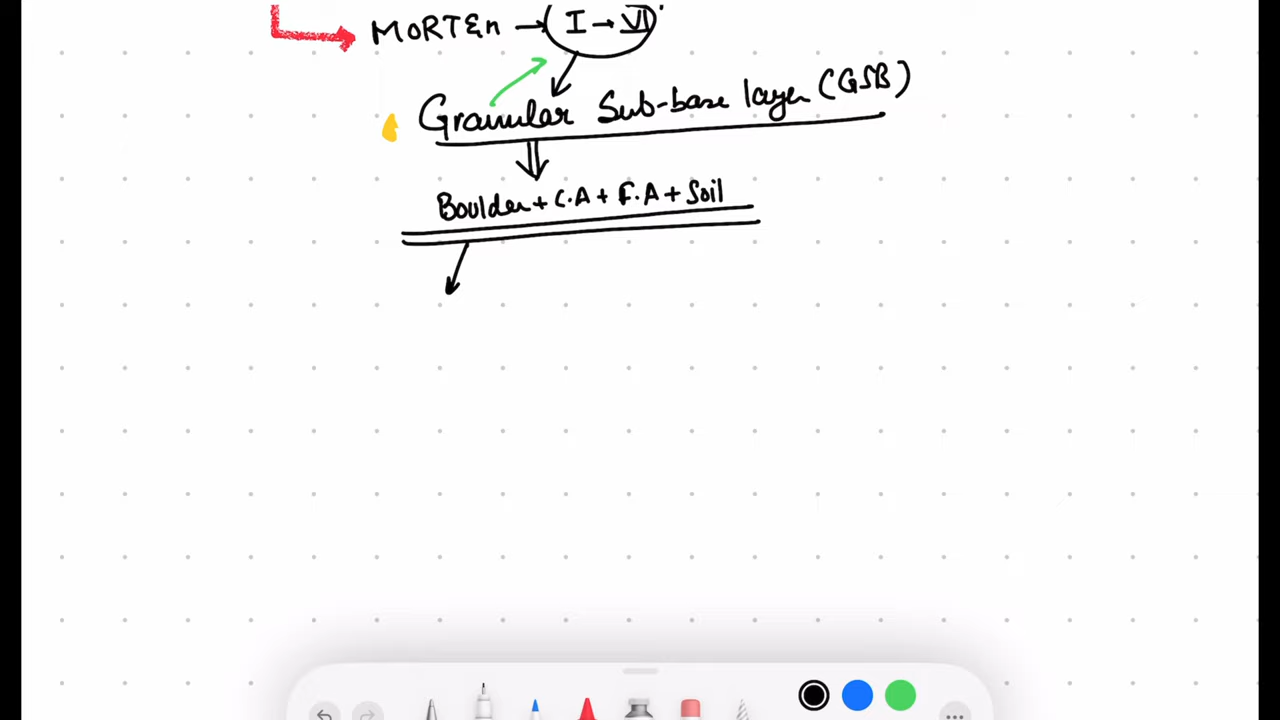 MORTEn → I → VI
Granular Sub-base layer (GSB)
Boulder + C.A + F.A + Soil